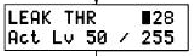 LEAK THR ∎28
Act Lv 50 / 255